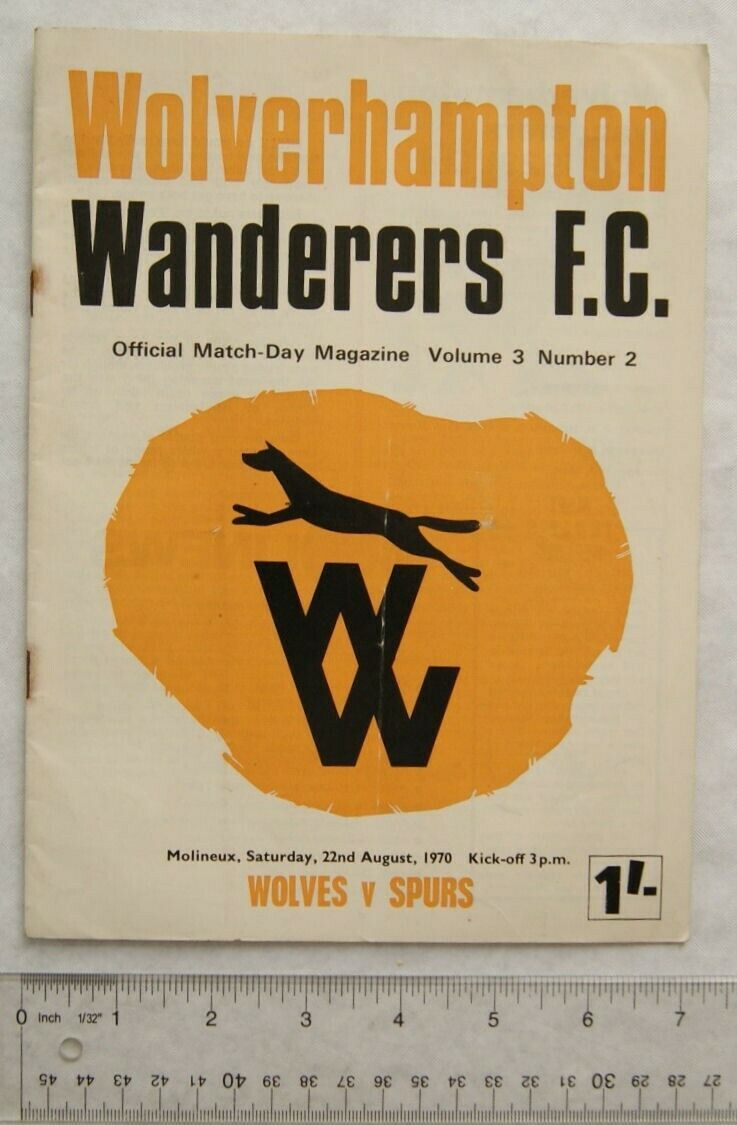 Wolverhampton
Wanderers F.C.
Official Match-Day Magazine Volume 3 Number 2
WW
Molineux, Saturday, 22nd August, 1970 Kick-off 3 p.m.
WOLVES v SPURS
1/-
0 Inch 1/32" 1 2 3 4 5 6 7
45 44 43 42 41 40 39 38 37 36 35 34 33 32 31 30 29 28 27